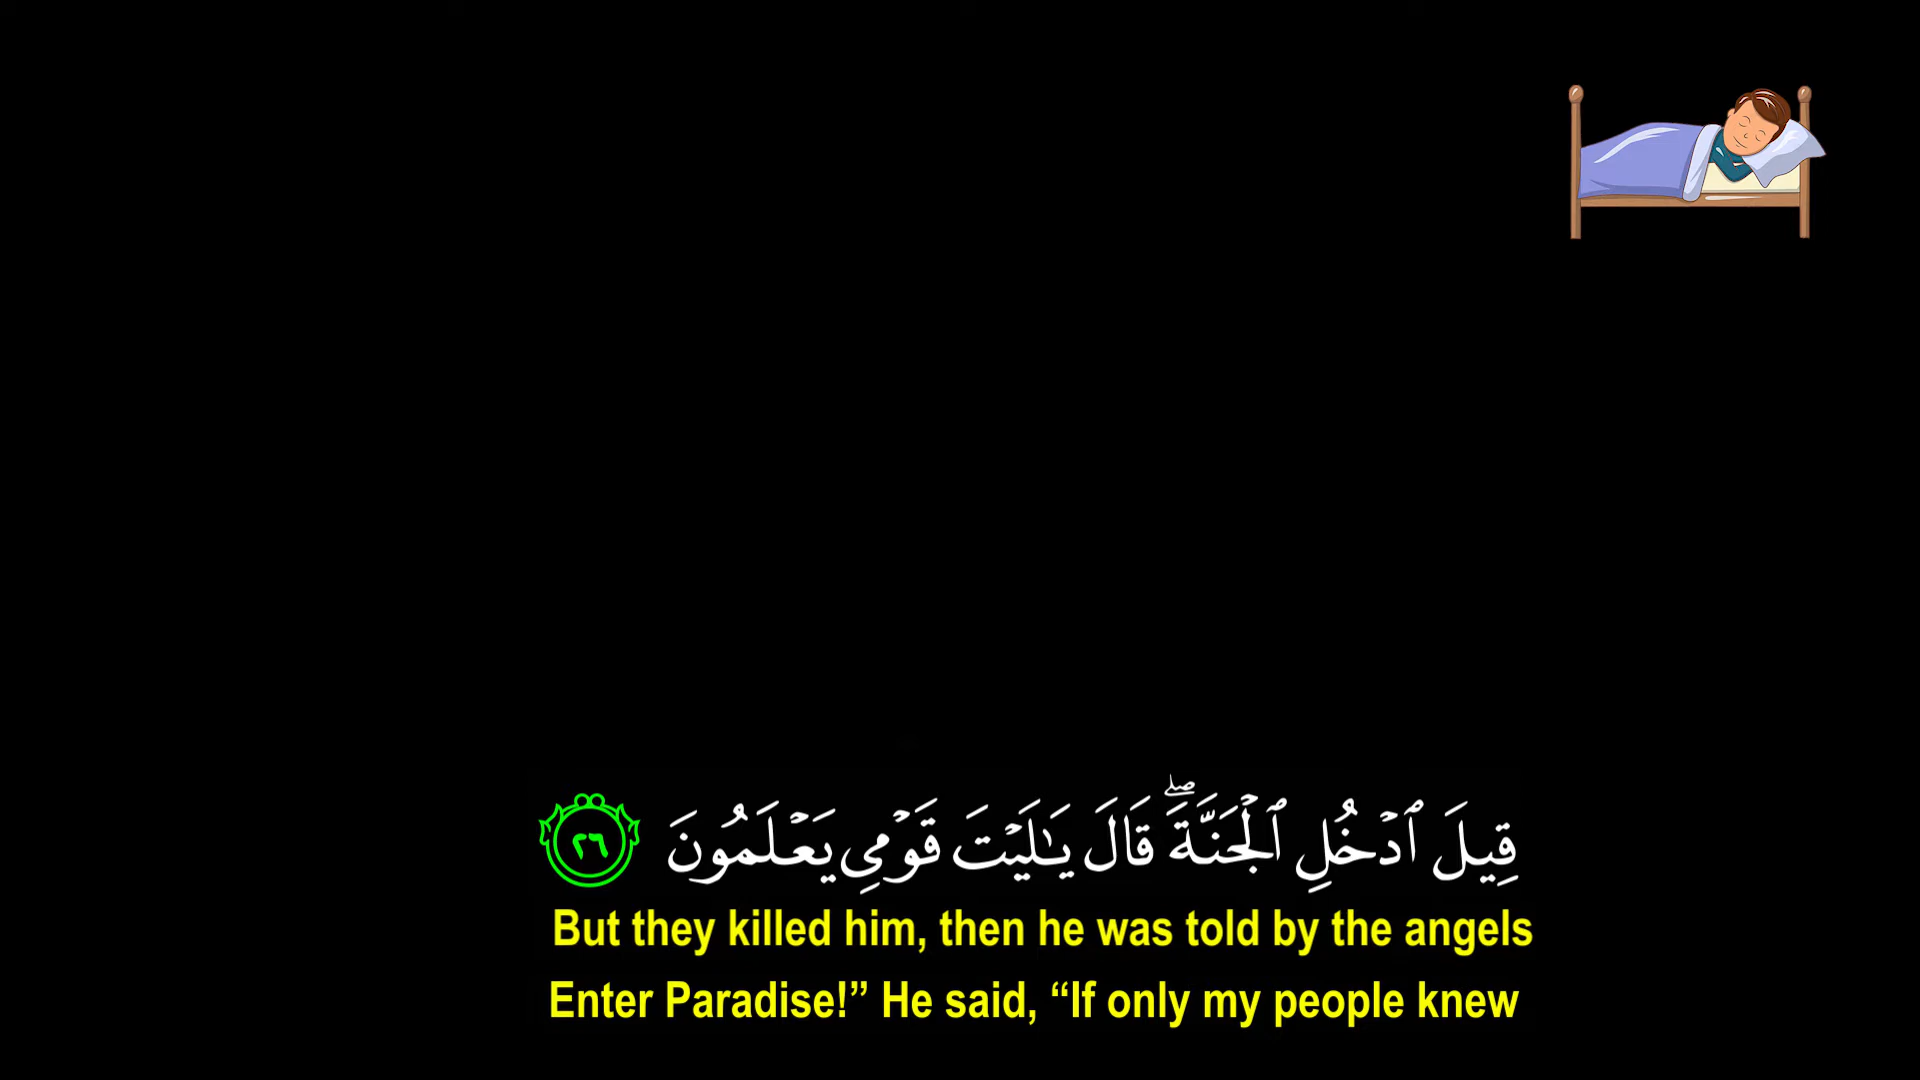 قِيلَ ٱدْخُلِ ٱلْجَنَّةَ ۖ قَالَ يَـٰلَيْتَ قَوْمِى يَعْلَمُونَ ٢٦
But they killed him, then he was told by the angels
Enter Paradise!” He said, “If only my people knew